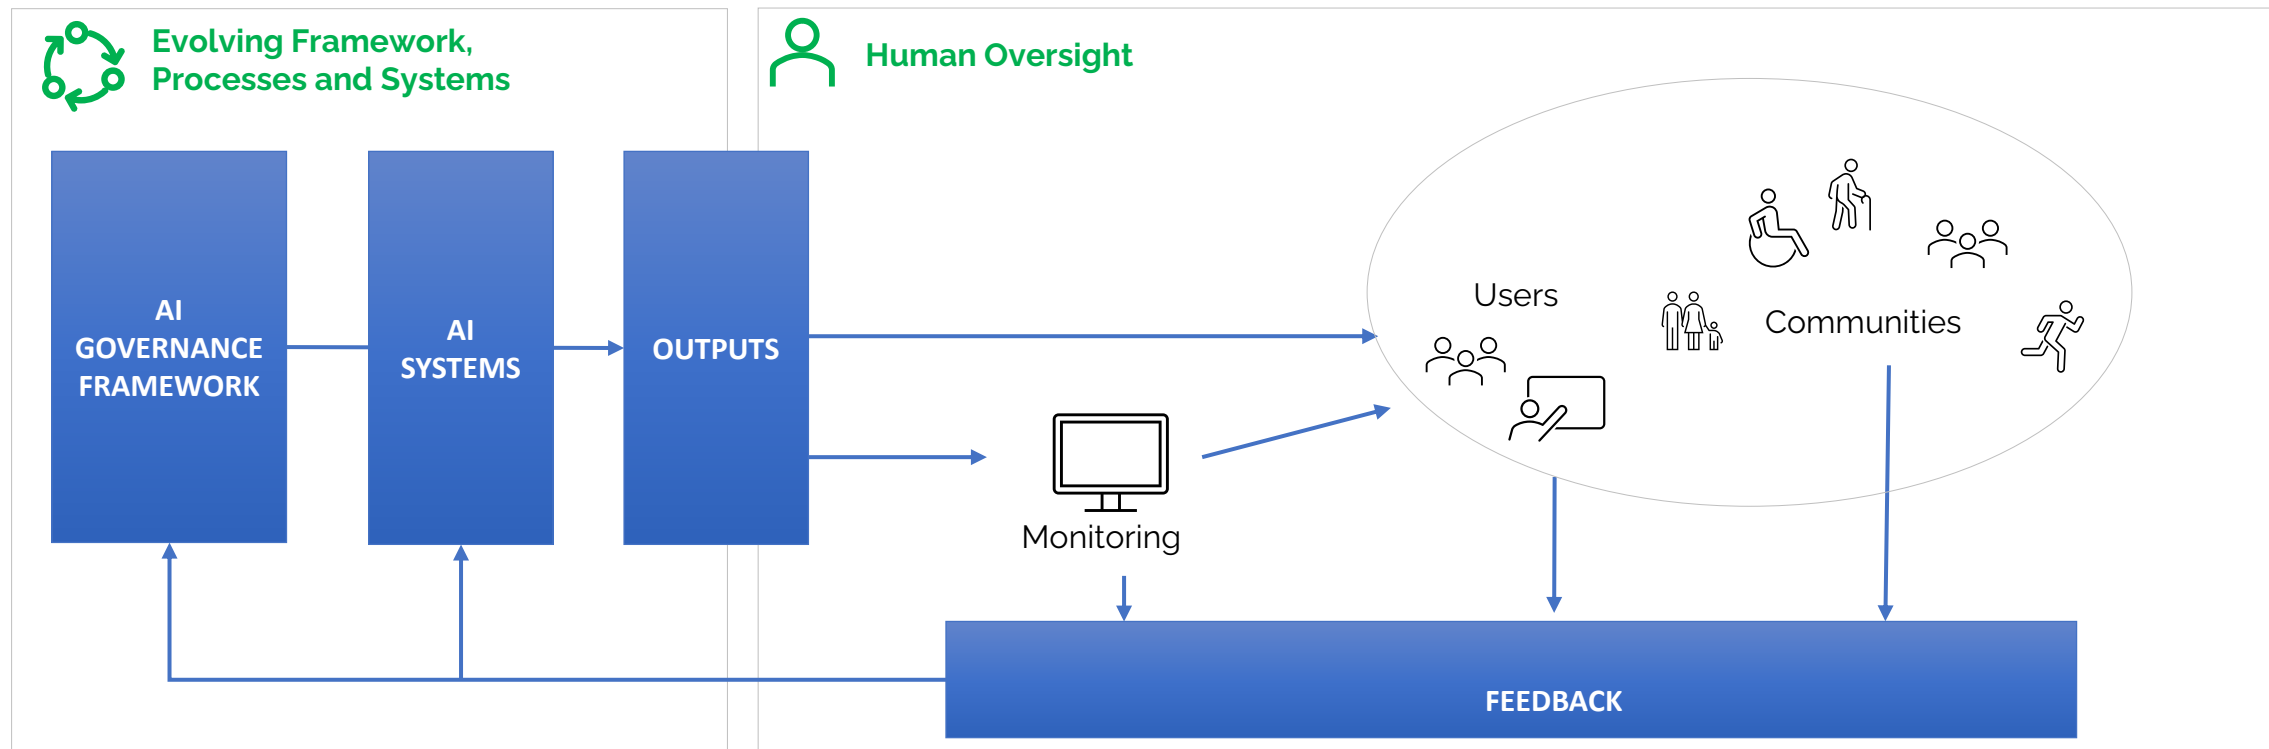 Evolving Framework,
Processes and Systems
Human Oversight
AI
GOVERNANCE
FRAMEWORK
AI
SYSTEMS
OUTPUTS
Monitoring
Users
Communities
FEEDBACK